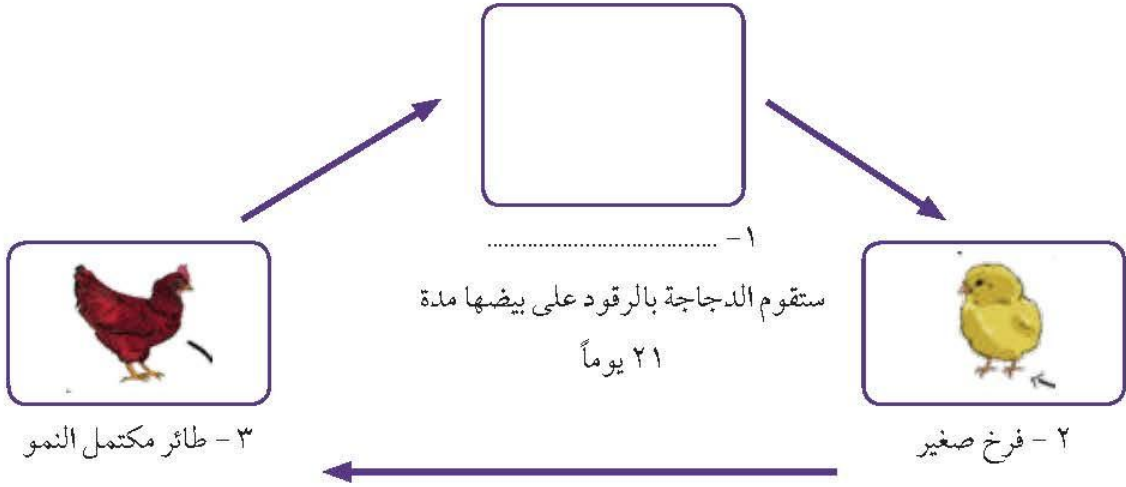 ١- ......................................
ستقوم الدجاجة بالرقود على بيضها مدة
٢١ يوماً
٢ - فرخ صغير
٣ - طائر مكتمل النمو